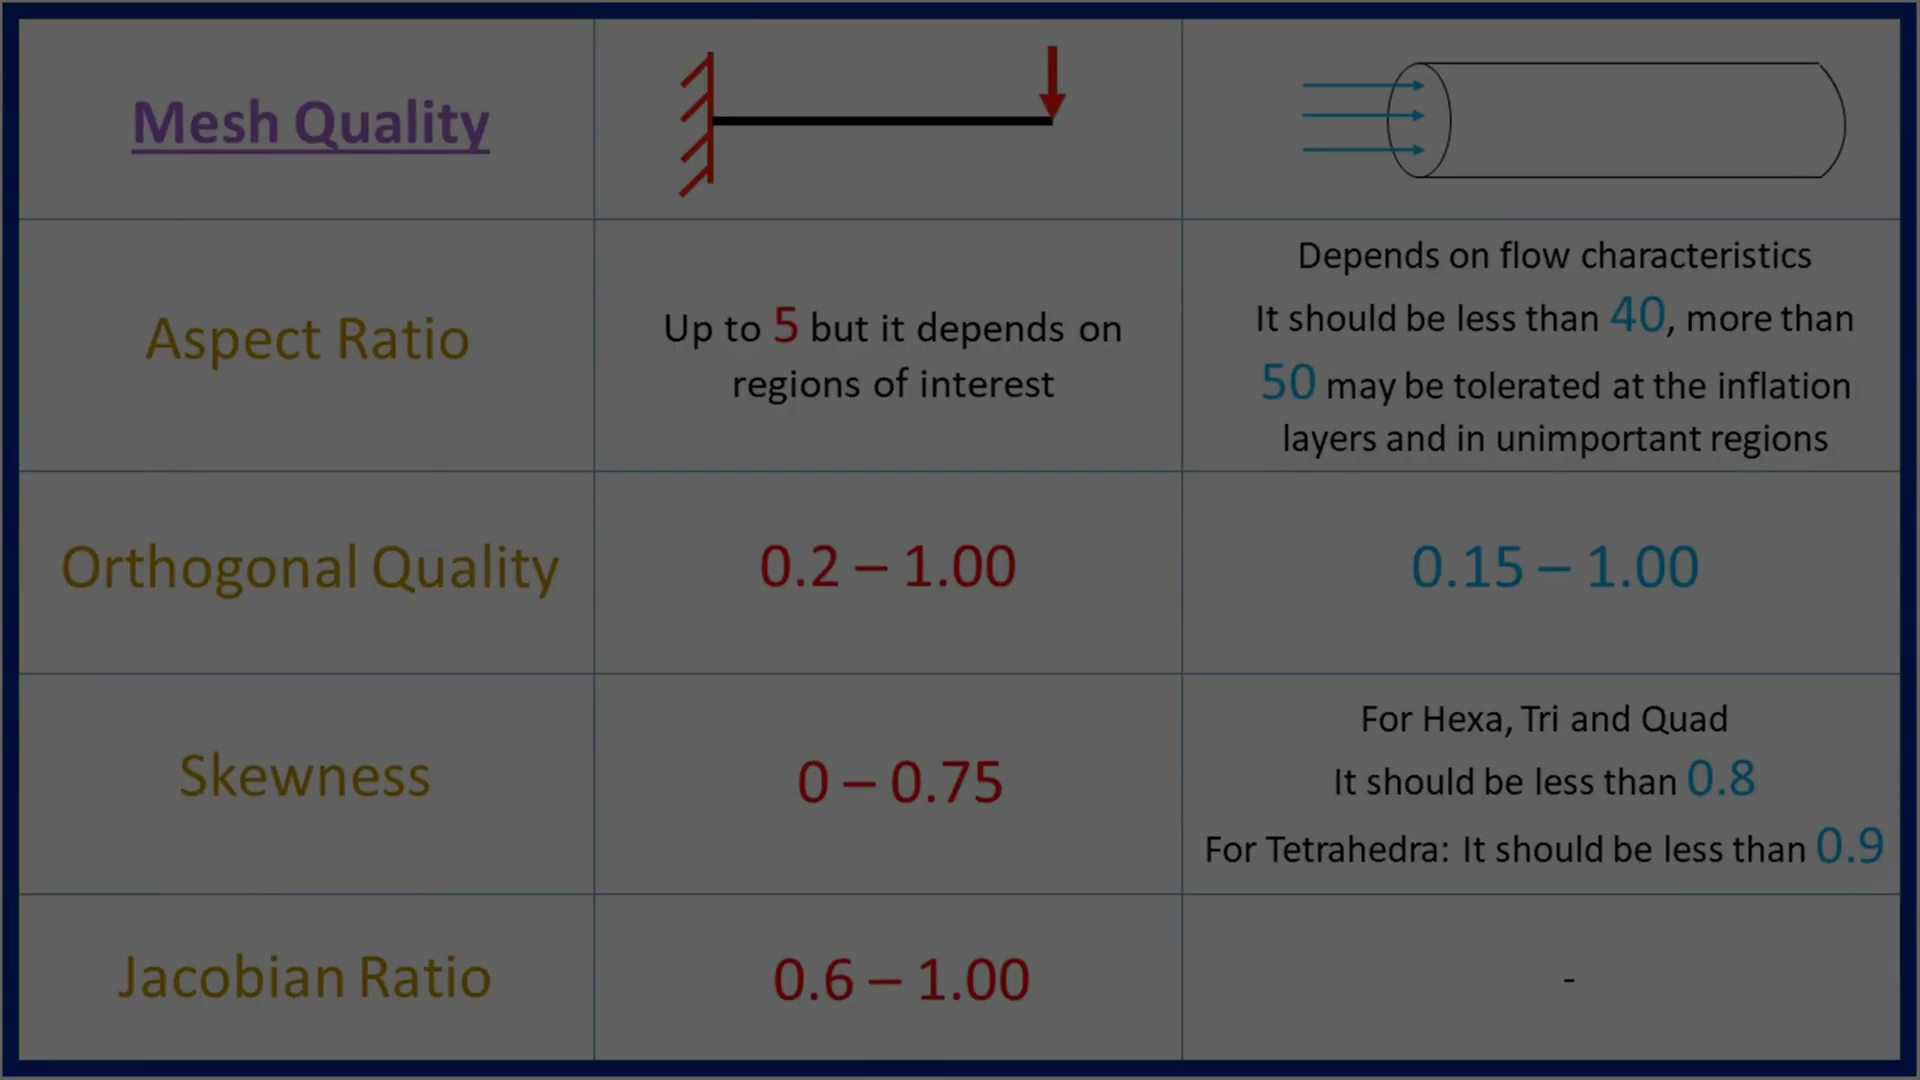 Mesh Quality
Aspect Ratio
Up to 5 but it depends on
regions of interest
Depends on flow characteristics
It should be less than 40, more than
50 may be tolerated at the inflation
layers and in unimportant regions
Orthogonal Quality
0.2 – 1.00
0.15 – 1.00
Skewness
0 – 0.75
For Hexa, Tri and Quad
It should be less than 0.8
For Tetrahedra: It should be less than 0.9
Jacobian Ratio
0.6 – 1.00
-